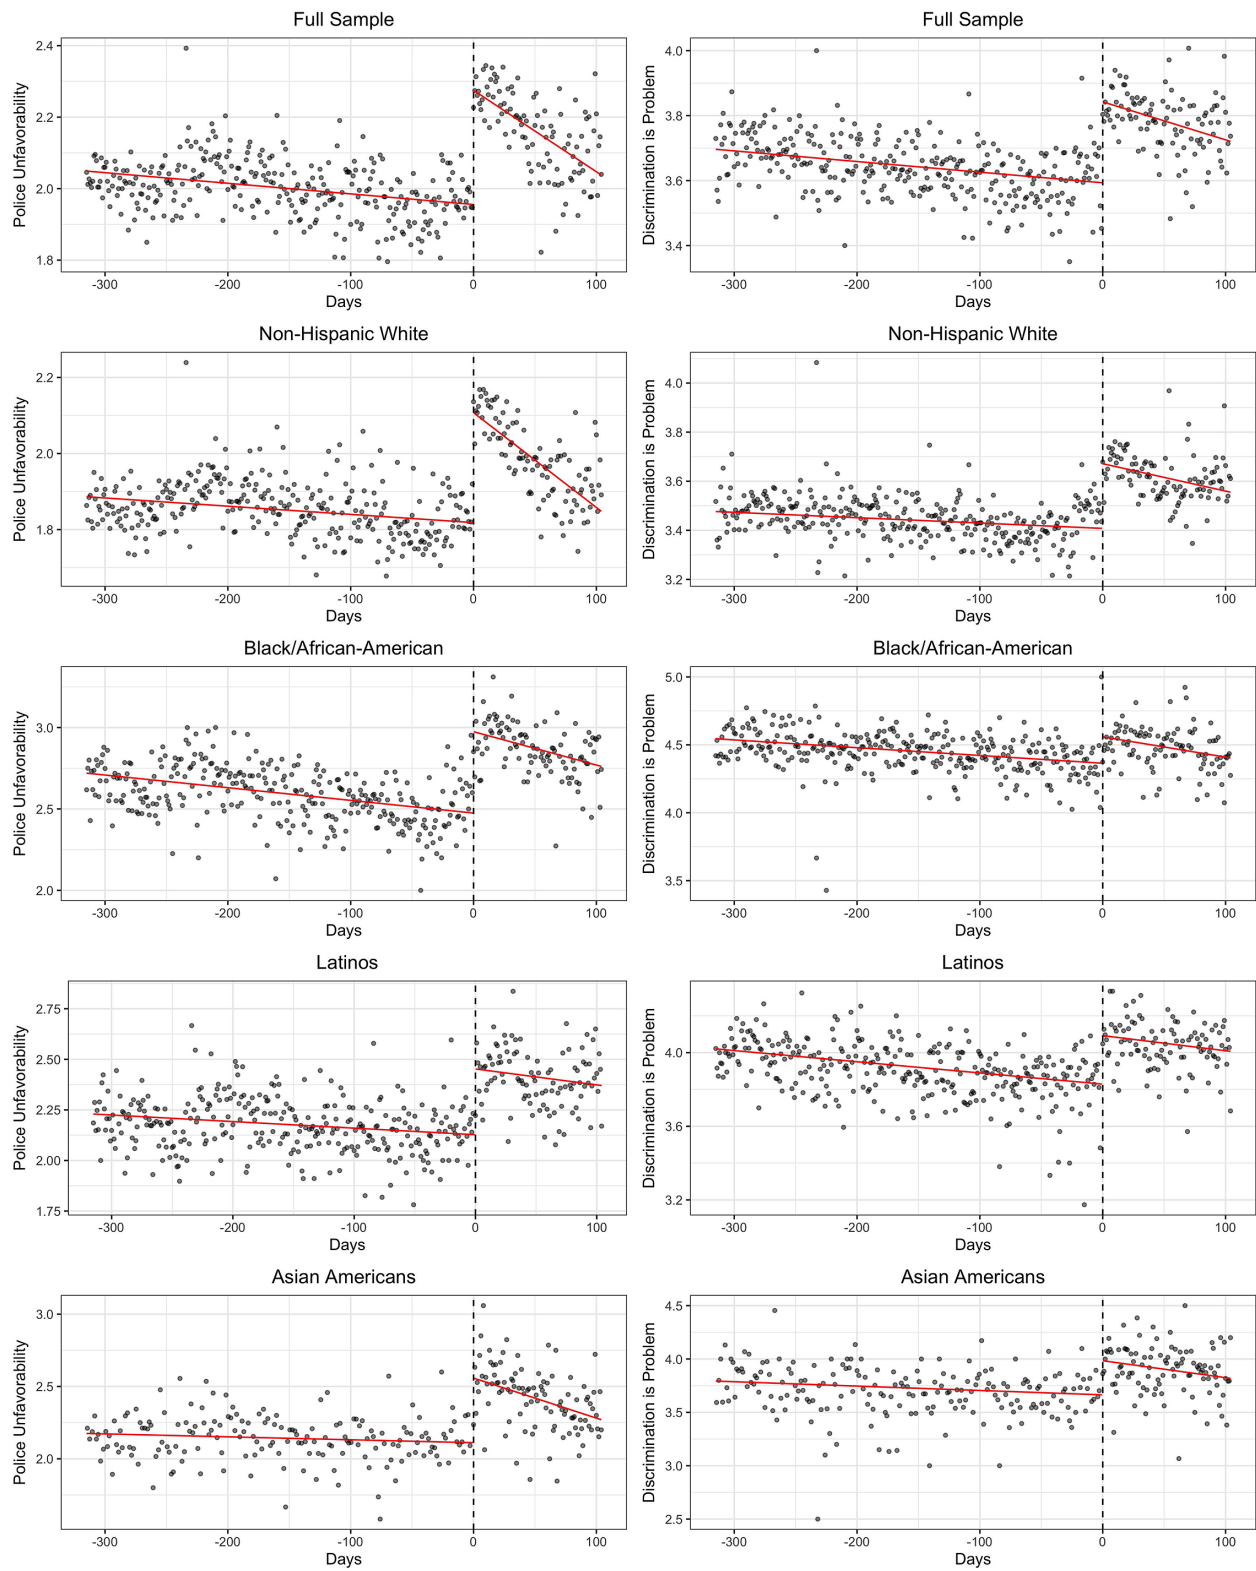 Full Sample
Police Unfavorability
2.4
2.2
2.0
1.8
-300 -200 -100 0 100
Days
Full Sample
Discrimination is Problem
4.0
3.8
3.6
3.4
-300 -200 -100 0 100
Days
Non-Hispanic White
Police Unfavorability
2.2
2.0
1.8
-300 -200 -100 0 100
Days
Non-Hispanic White
Discrimination is Problem
4.0
3.8
3.6
3.4
3.2
-300 -200 -100 0 100
Days
Black/African-American
Police Unfavorability
3.0
2.5
2.0
-300 -200 -100 0 100
Days
Black/African-American
Discrimination is Problem
5.0
4.5
4.0
3.5
-300 -200 -100 0 100
Days
Latinos
Police Unfavorability
2.75
2.50
2.25
2.00
1.75
-300 -200 -100 0 100
Days
Latinos
Discrimination is Problem
4.0
3.6
3.2
-300 -200 -100 0 100
Days
Asian Americans
Police Unfavorability
3.0
2.5
2.0
-300 -200 -100 0 100
Days
Asian Americans
Discrimination is Problem
4.5
4.0
3.5
3.0
2.5
-300 -200 -100 0 100
Days